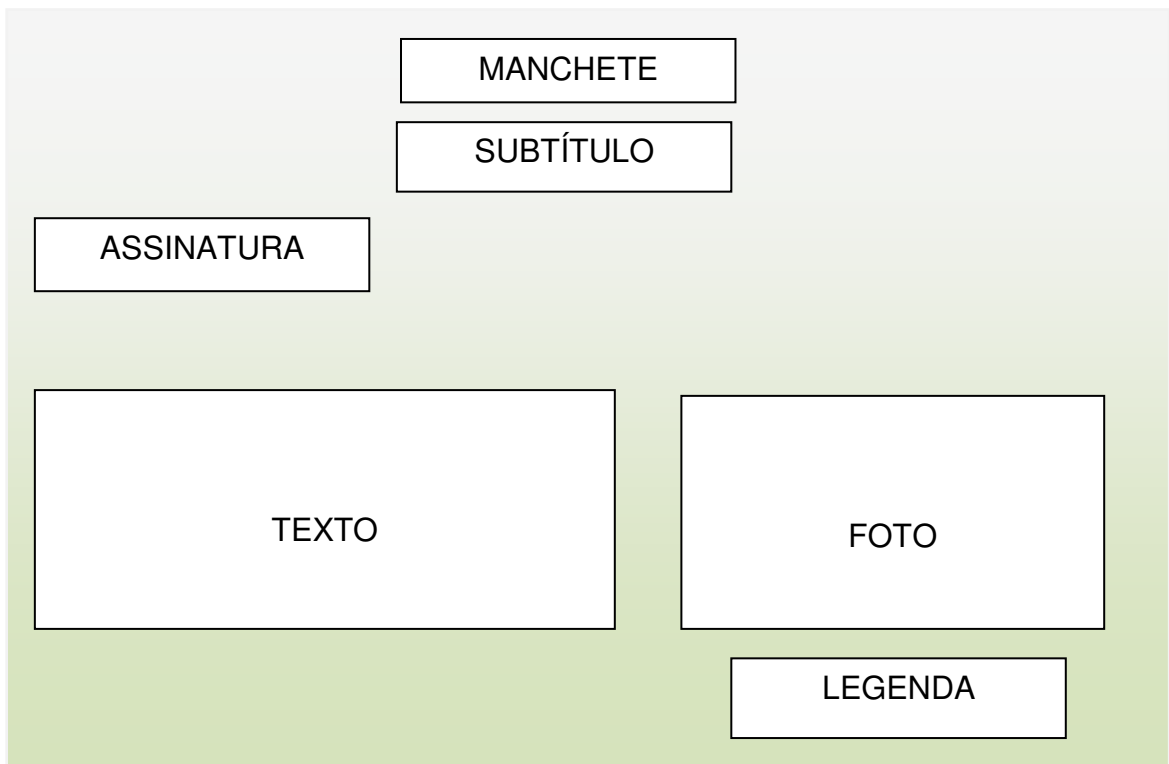 MANCHETE
SUBTÍTULO
ASSINATURA
TEXTO
FOTO
LEGENDA